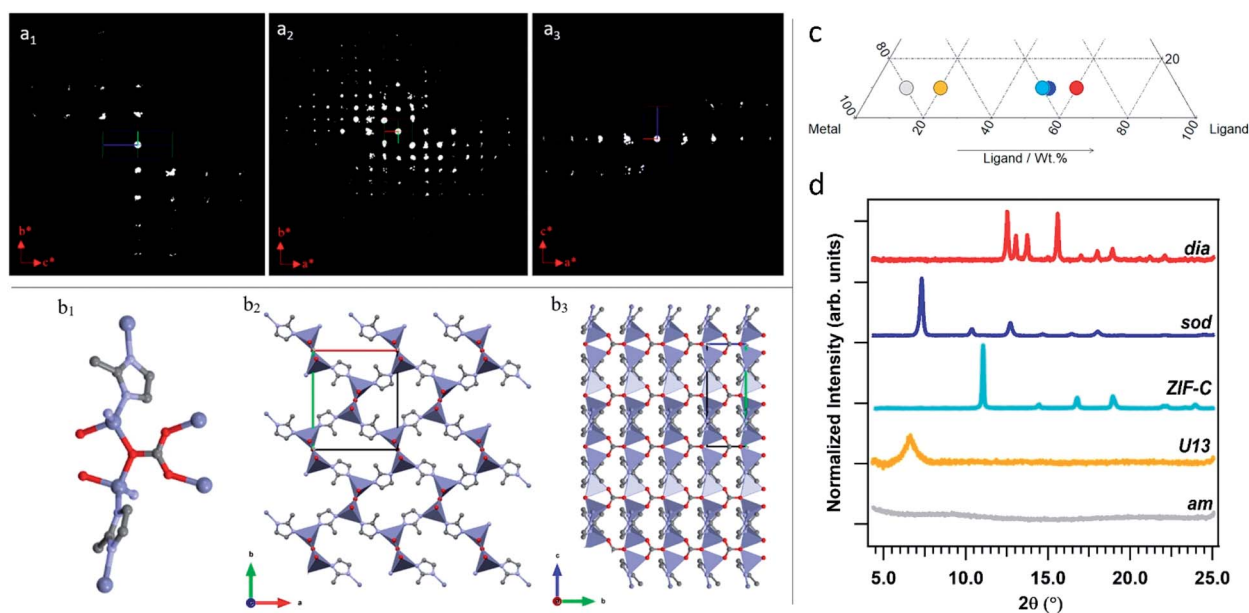 a1
a2
a3
b*
c*
b*
a*
c*
a*
b1
b2
b3
b
a
c
b
c
80
20
100
20
40
60
80
100
Metal
Ligand
Ligand / Wt.%
d
Normalized Intensity (arb. units)
dia
sod
ZIF-C
U13
am
5.0 10.0 15.0 20.0 25.0
2θ (°)